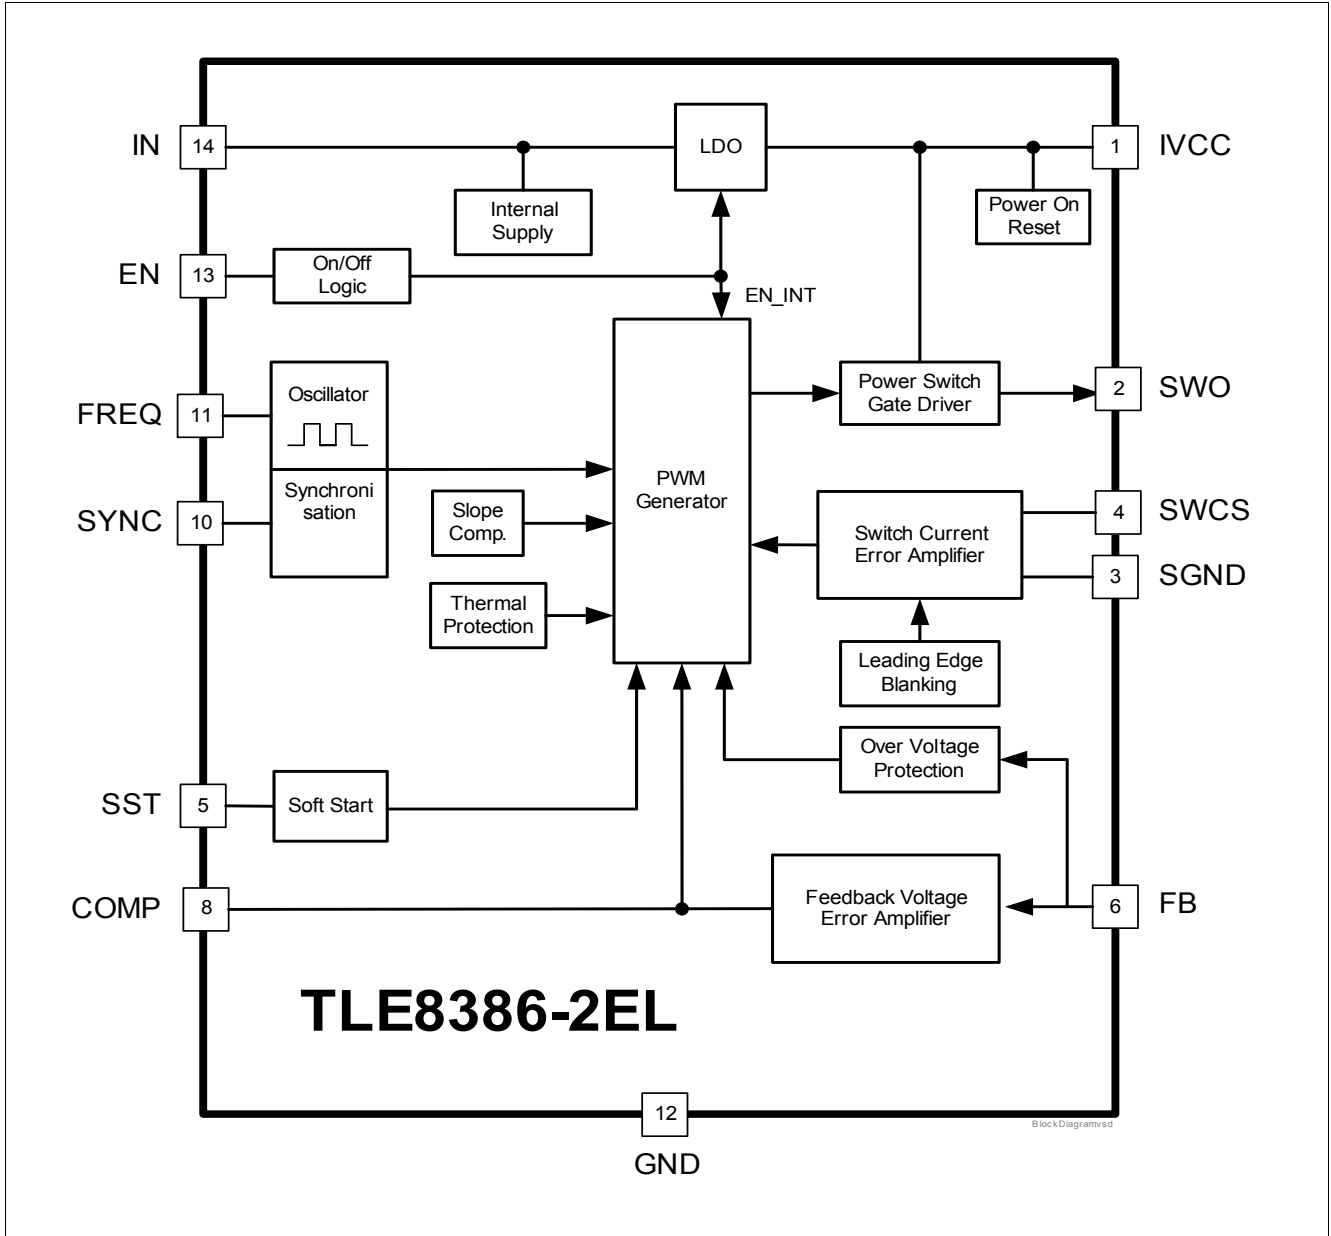 IN
14
LDO
1
IVCC
Internal
Supply
Power On
Reset
EN
13
On/Off
Logic
EN_INT
FREQ
11
Oscillator
Power Switch
Gate Driver
2
SWO
SYNC
10
Synchroni
sation
Slope
Comp.
PWM
Generator
Switch Current
Error Amplifier
4
SWCS
3
SGND
Thermal
Protection
Leading Edge
Blanking
Over Voltage
Protection
SST
5
Soft Start
COMP
8
Feedback Voltage
Error Amplifier
6
FB
TLE8386-2EL
12
GND
BlockDiagramvsd